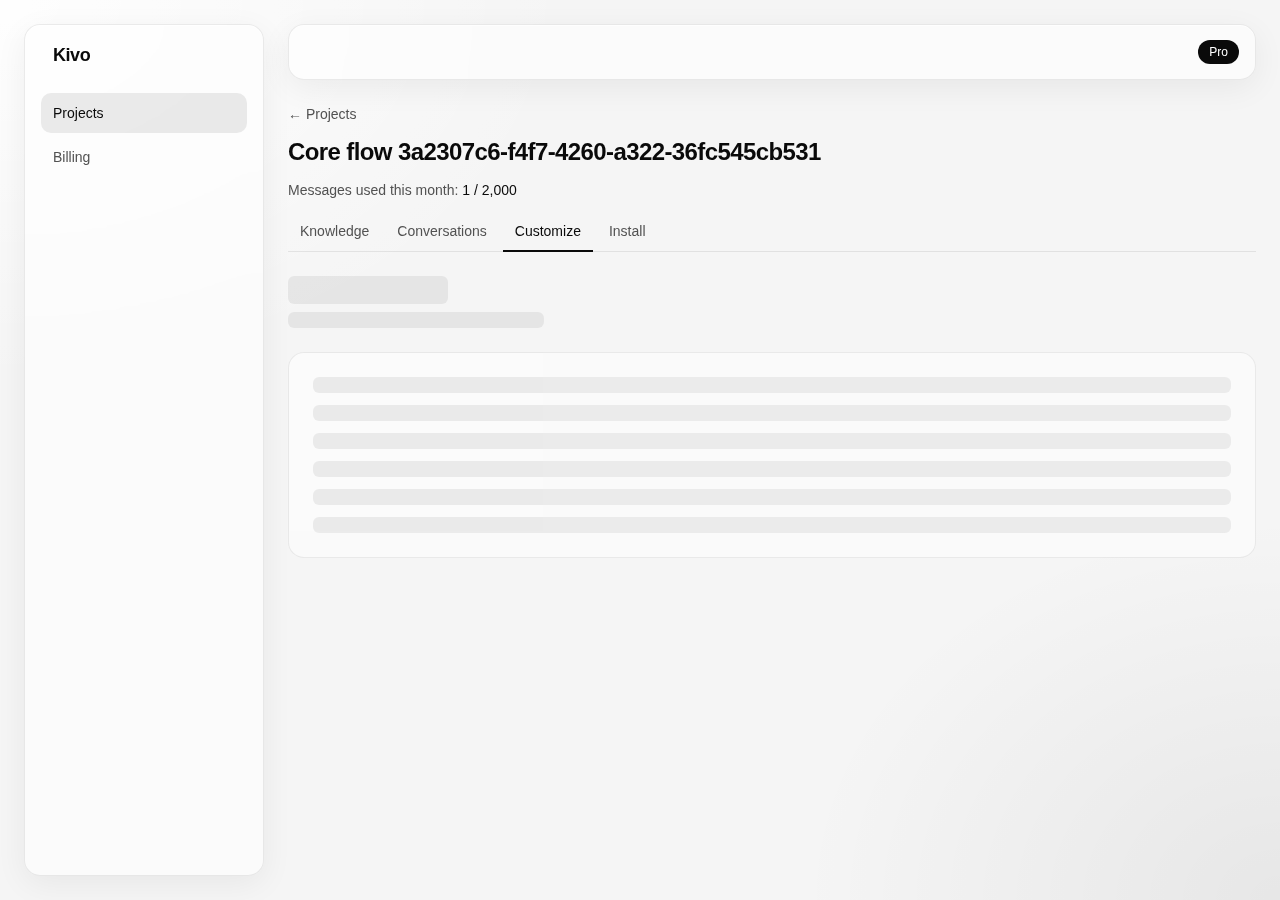 Kivo
Projects
Billing
Pro
← Projects
Core flow 3a2307c6-f4f7-4260-a322-36fc545cb531
Messages used this month: 1 / 2,000
Knowledge Conversations Customize Install